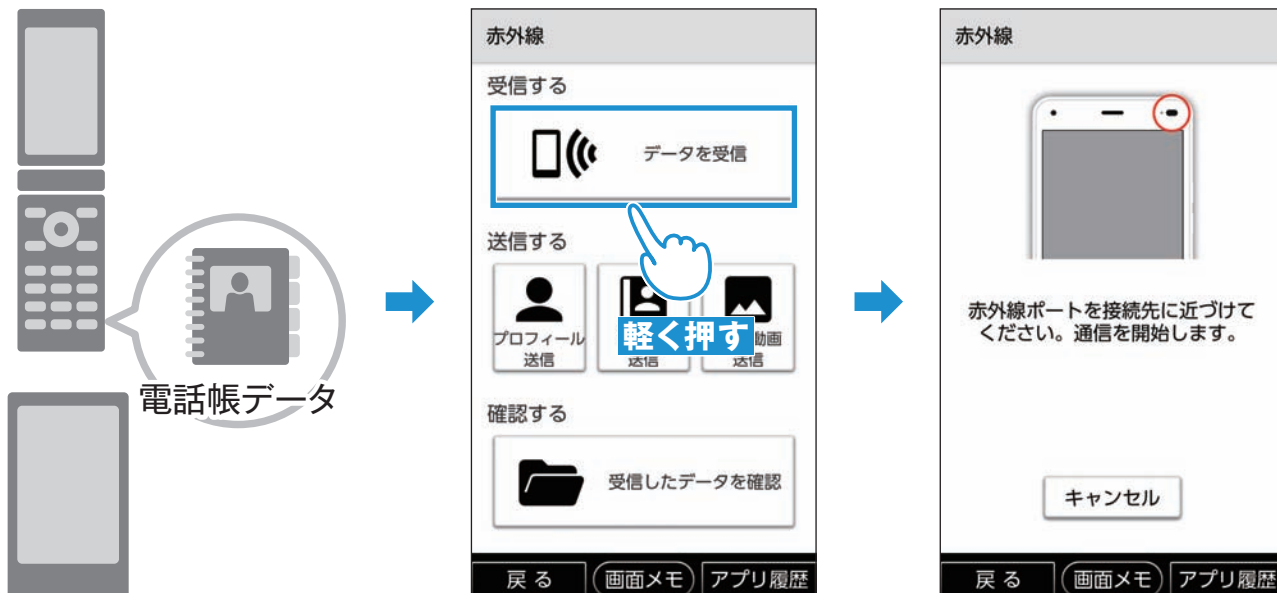 電話帳データ
赤外線
受信する
データを受信
送信する
プロフィール
送信
送信
動画
送信
軽く押す
確認する
受信したデータを確認
戻る
画面メモ
アプリ履歴
赤外線
赤外線ポートを接続先に近づけて
ください。通信を開始します。
キャンセル
戻る
画面メモ
アプリ履歴